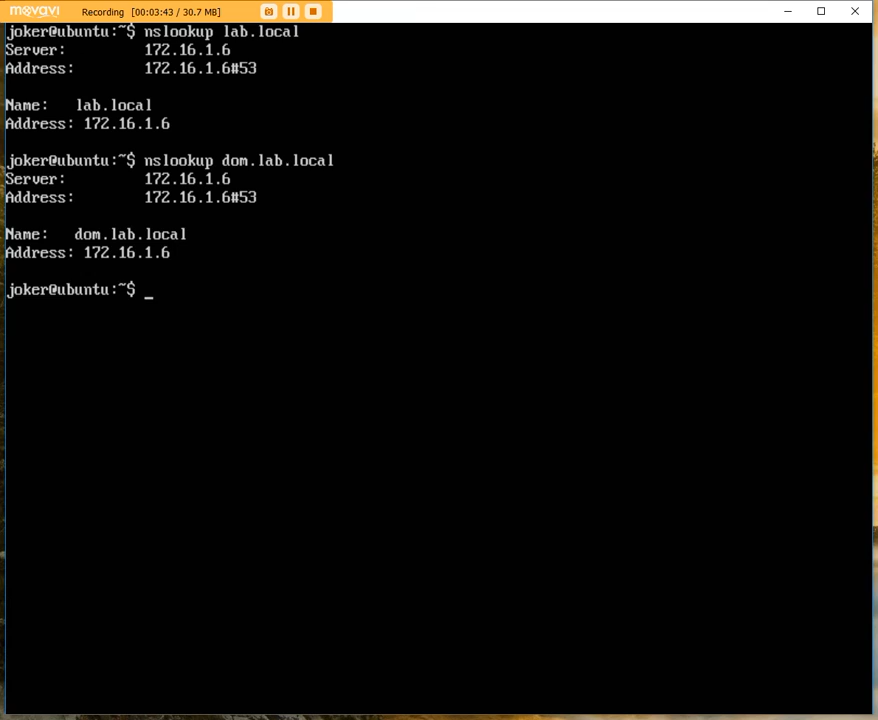 movavi Recording [00:03:43 / 30.7 MB]
joker@ubuntu:~$ nslookup lab.local
Server: 172.16.1.6
Address: 172.16.1.6#53
Name: lab.local
Address: 172.16.1.6
joker@ubuntu:~$ nslookup dom.lab.local
Server: 172.16.1.6
Address: 172.16.1.6#53
Name: dom.lab.local
Address: 172.16.1.6
joker@ubuntu:~$ _